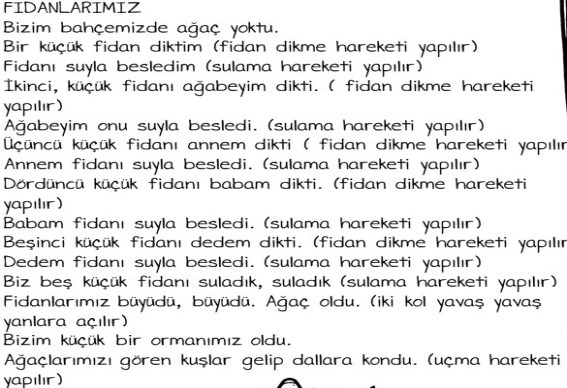 FIDANLARIMIZ
Bizim bahçemizde ağaç yoktu.
Bir küçük fidan diktim (fidan dikme hareketi yapılır)
Fidanı suyla besledim (sulama hareketi yapılır)
İkinci, küçük fidanı ağabeyim dikti. ( fidan dikme hareketi
yapılır)
Ağabeyim onu suyla besledi. (sulama hareketi yapılır)
Üçüncü küçük fidanı annem dikti ( fidan dikme hareketi yapılır
Annem fidanı suyla besledi. (sulama hareketi yapılır)
Dördüncü küçük fidanı babam dikti. (fidan dikme hareketi
yapılır)
Babam fidanı suyla besledi. (sulama hareketi yapılır)
Beşinci küçük fidanı dedem dikti. (fidan dikme hareketi yapılır
Dedem fidanı suyla besledi. (sulama hareketi yapılır)
Biz beş küçük fidanı suladık, suladık (sulama hareketi yapılır)
Fidanlarımız büyüdü, büyüdü. Ağaç oldu. (iki kol yavaş yavaş
yanlara açılır)
Bizim küçük bir ormanımız oldu.
Ağaçlarımızı gören kuşlar gelip dallara kondu. (uçma hareketi
yapılır)